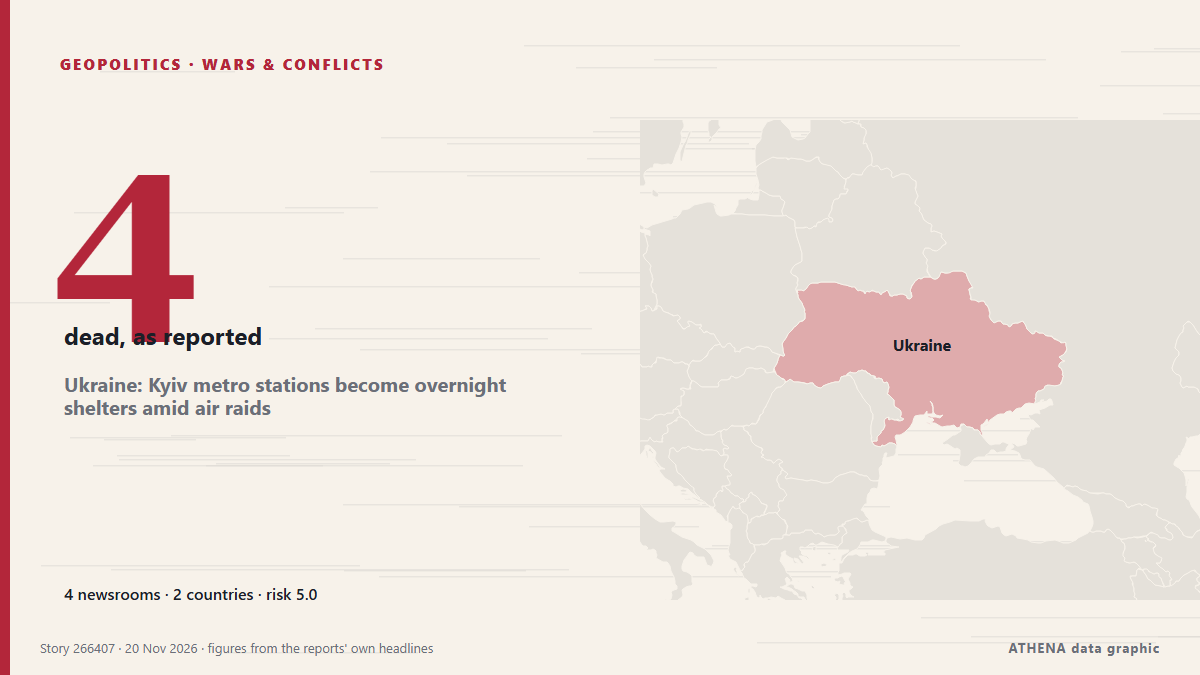 GEOPOLITICS · WARS & CONFLICTS
4
dead, as reported
Ukraine: Kyiv metro stations become overnight
shelters amid air raids
Ukraine
4 newsrooms · 2 countries · risk 5.0
Story 266407 · 20 Nov 2026 · figures from the reports' own headlines
ATHENA data graphic